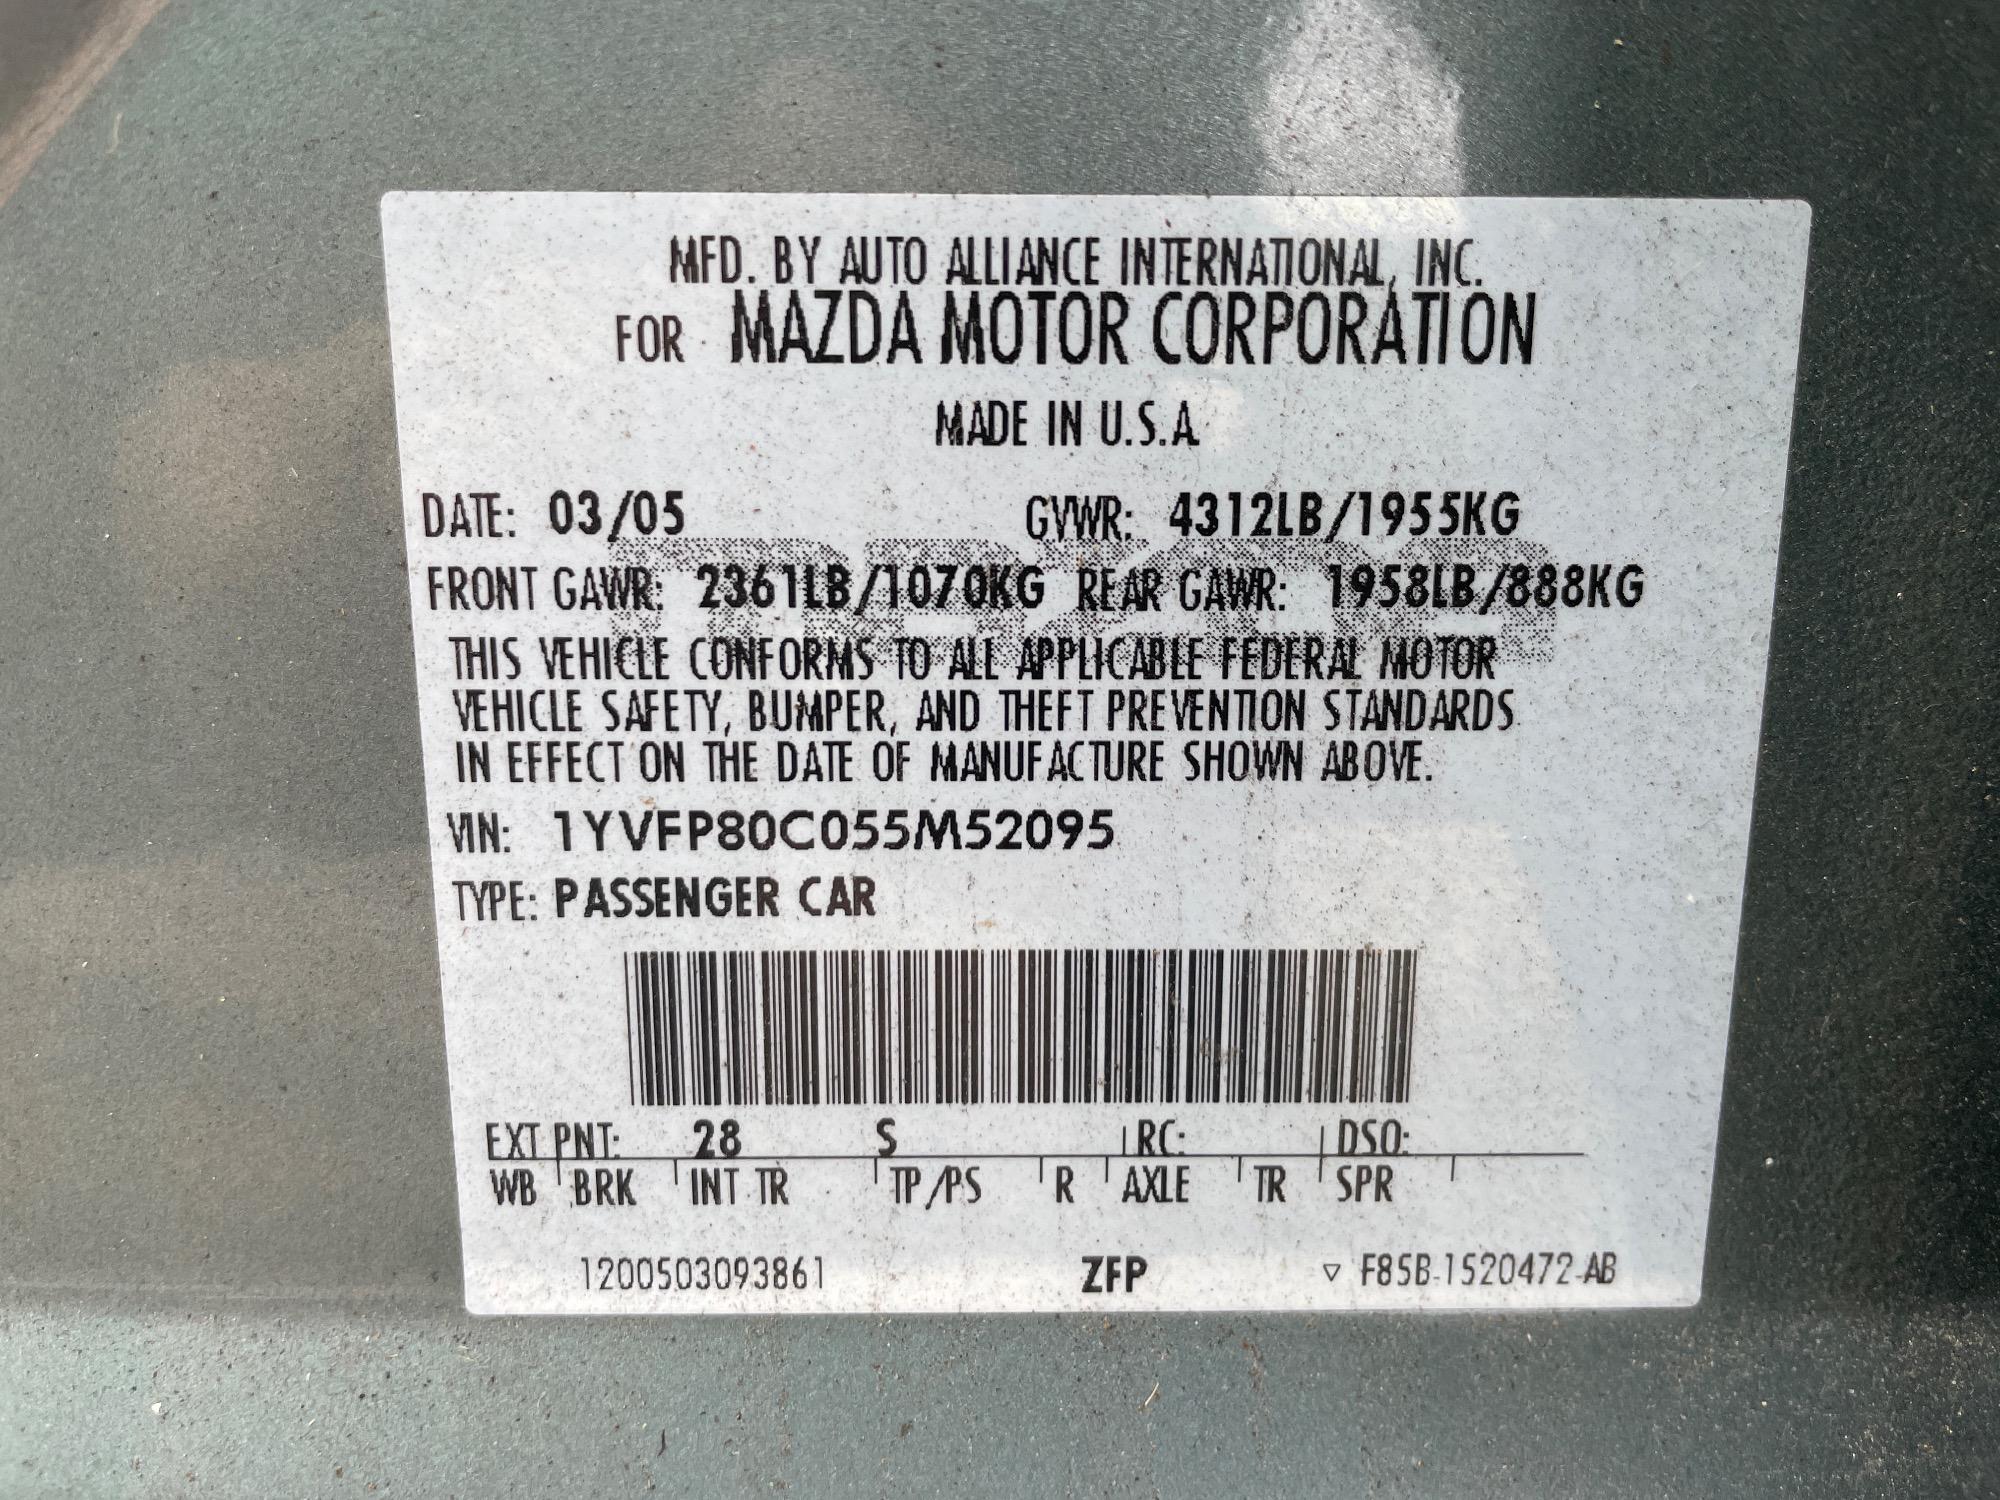 MFD. BY AUTO ALLIANCE INTERNATIONAL, INC.
FOR MAZDA MOTOR CORPORATION
MADE IN U.S.A.
DATE: 03/05 GVWR: 4312LB/1955KG
FRONT GAWR: 2361LB/1070KG REAR GAWR: 1958LB/888KG
THIS VEHICLE CONFORMS TO ALL APPLICABLE FEDERAL MOTOR
VEHICLE SAFETY, BUMPER, AND THEFT PREVENTION STANDARDS
IN EFFECT ON THE DATE OF MANUFACTURE SHOWN ABOVE.
VIN: 1YVFP80C055M52095
TYPE: PASSENGER CAR
EXT PNT: 28 S RC: DSO:
WB BRK INT TR TP/PS R AXLE TR SPR
1200503093861 ZFP ▽ F85B-1520472-AB